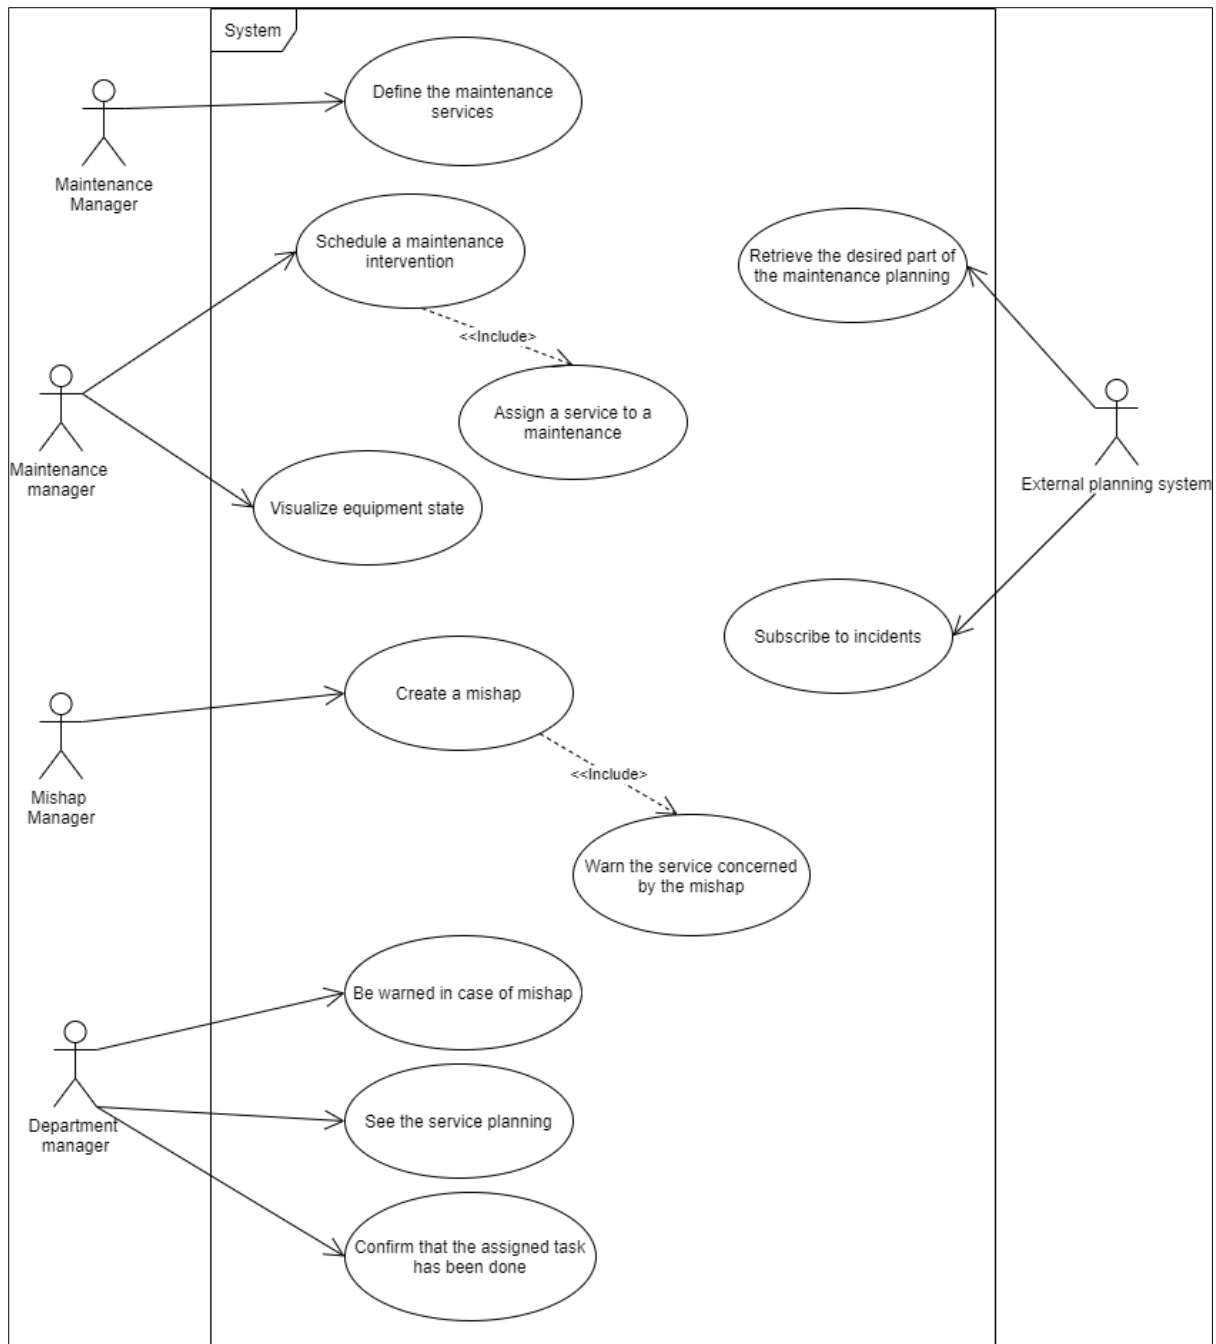 System
Define the maintenance
services
Maintenance
Manager
Schedule a maintenance
intervention
Retrieve the desired part of
the maintenance planning
<<Include>
Assign a service to a
maintenance
Maintenance
manager
External planning system
Visualize equipment state
Subscribe to incidents
Create a mishap
Mishap
Manager
<<Include>
Warn the service concerned
by the mishap
Be warned in case of mishap
Department
manager
See the service planning
Confirm that the assigned task
has been done